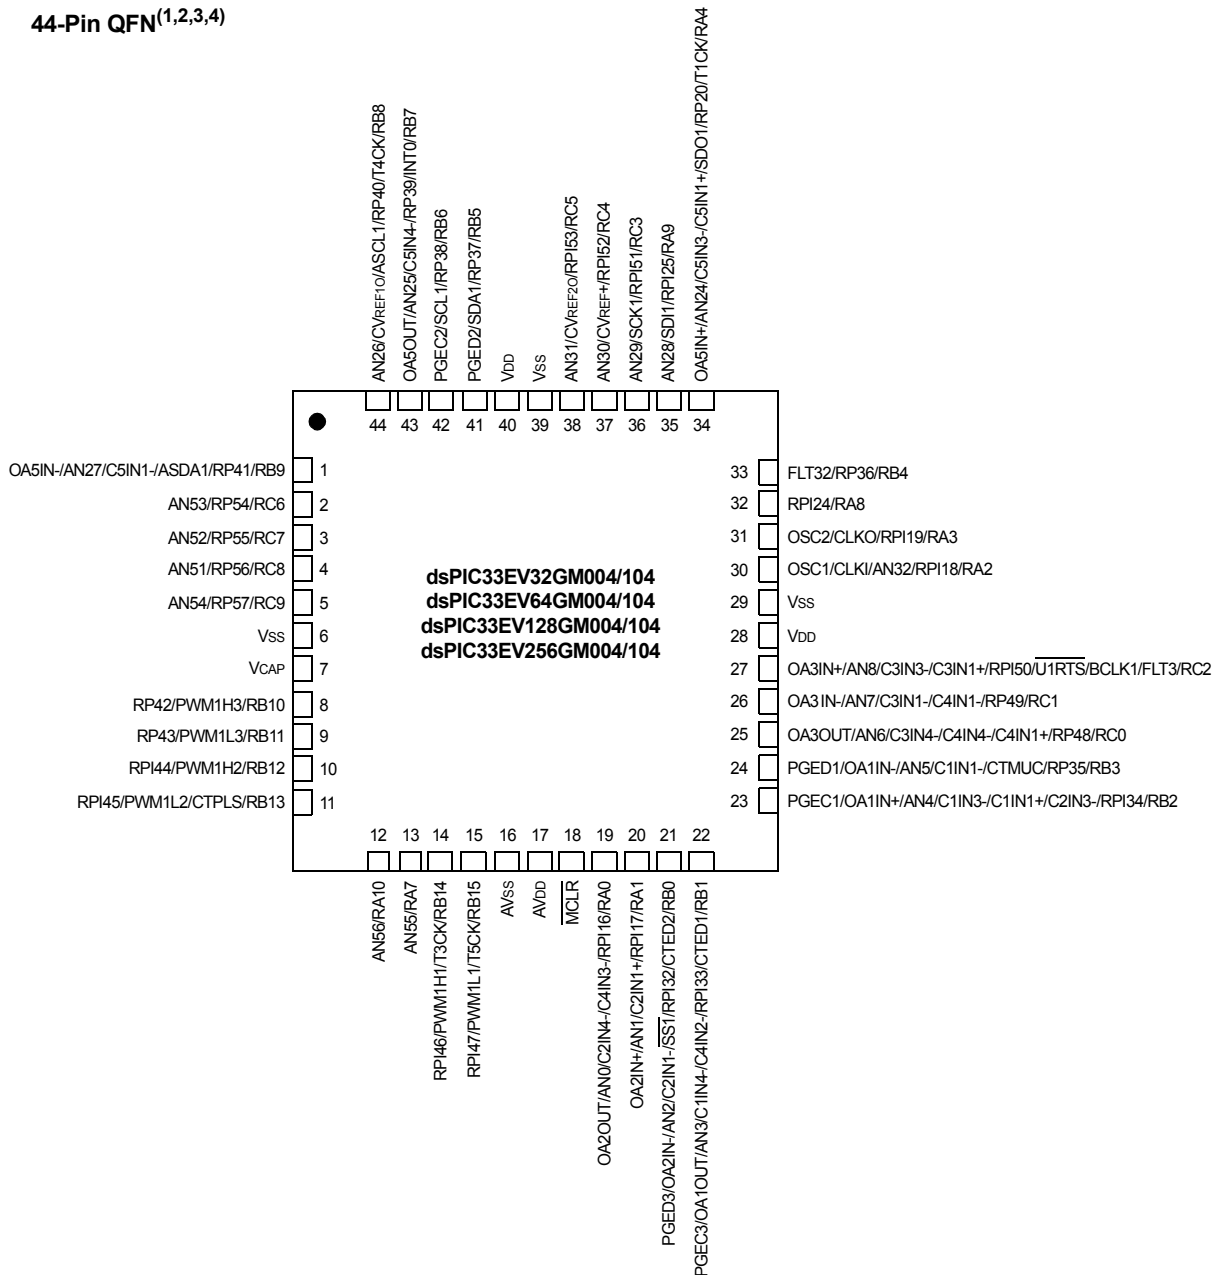 44-Pin QFN(1,2,3,4)
AN26/CVREF1O/ASCL1/RP40/T4CK/RB8
OA5OUT/AN25/C5IN4-/RP39/INT0/RB7
PGEC2/SCL1/RP38/RB6
PGED2/SDA1/RP37/RB5
VDD
VSS
AN31/CVREF2O/RPI53/RC5
AN30/CVREF+/RPI52/RC4
AN29/SCK1/RPI51/RC3
AN28/SDI1/RPI25/RA9
OA5IN+/AN24/C5IN3-/C5IN1+/SDO1/RP20/T1CK/RA4
44 43 42 41 40 39 38 37 36 35 34
OA5IN-/AN27/C5IN1-/ASDA1/RP41/RB9 1
AN53/RP54/RC6 2
AN52/RP55/RC7 3
AN51/RP56/RC8 4
AN54/RP57/RC9 5
VSS 6
VCAP 7
RP42/PWM1H3/RB10 8
RP43/PWM1L3/RB11 9
RPI44/PWM1H2/RB12 10
RPI45/PWM1L2/CTPLS/RB13 11
dsPIC33EV32GM004/104
dsPIC33EV64GM004/104
dsPIC33EV128GM004/104
dsPIC33EV256GM004/104
33 FLT32/RP36/RB4
32 RPI24/RA8
31 OSC2/CLKO/RPI19/RA3
30 OSC1/CLKI/AN32/RPI18/RA2
29 VSS
28 VDD
27 OA3IN+/AN8/C3IN3-/C3IN1+/RPI50/U1RTS/BCLK1/FLT3/RC2
26 OA3IN-/AN7/C3IN1-/C4IN1-/RP49/RC1
25 OA3OUT/AN6/C3IN4-/C4IN4-/C4IN1+/RP48/RC0
24 PGED1/OA1IN-/AN5/C1IN1-/CTMUC/RP35/RB3
23 PGEC1/OA1IN+/AN4/C1IN3-/C1IN1+/C2IN3-/RPI34/RB2
12 13 14 15 16 17 18 19 20 21 22
AN56/RA10
AN55/RA7
RPI46/PWM1H1/T3CK/RB14
RPI47/PWM1L1/T5CK/RB15
AVSS
AVDD
MCLR
OA2OUT/AN0/C2IN4-/C4IN3-/RPI16/RA0
OA2IN+/AN1/C2IN1+/RPI17/RA1
PGED3/OA2IN-/AN2/C2IN1-/SS1/RPI32/CTED2/RB0
PGEC3/OA1OUT/AN3/C1IN4-/C4IN2-/RPI33/CTED1/RB1